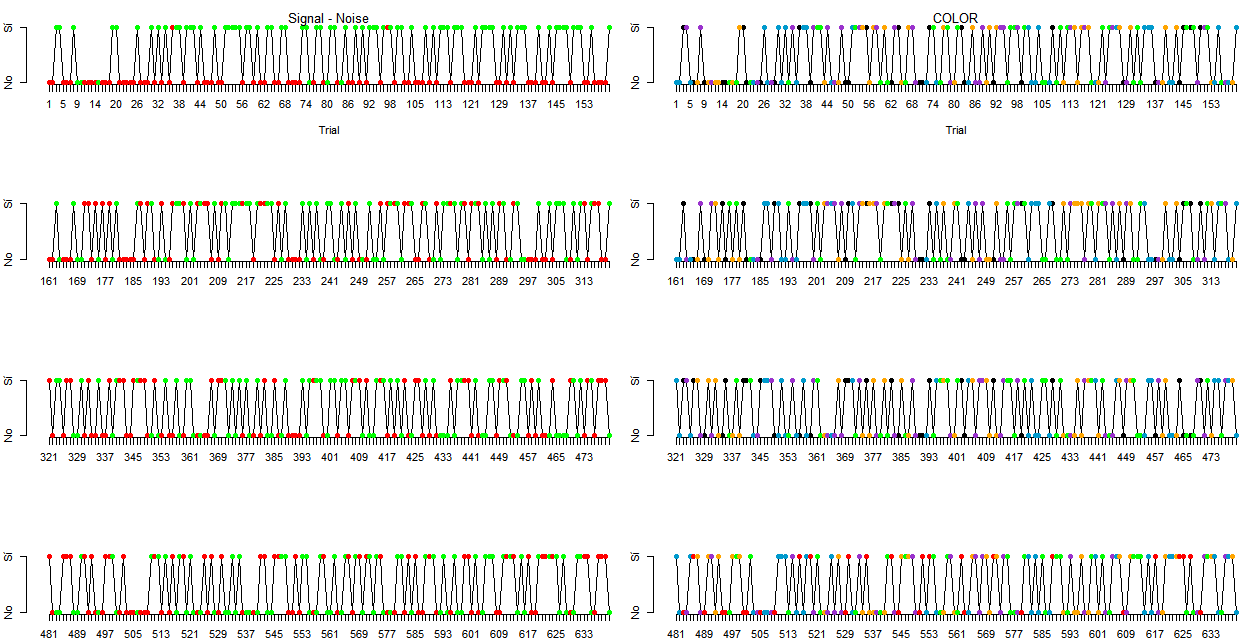 Signal - Noise
COLOR
Sí
No
1 5 9 14 20 26 32 38 44 50 56 62 68 74 80 86 92 98 105 113 121 129 137 145 153
Trial
Sí
No
1 5 9 14 20 26 32 38 44 50 56 62 68 74 80 86 92 98 105 113 121 129 137 145 153
Trial
Sí
No
161 169 177 185 193 201 209 217 225 233 241 249 257 265 273 281 289 297 305 313
Sí
No
161 169 177 185 193 201 209 217 225 233 241 249 257 265 273 281 289 297 305 313
Sí
No
321 329 337 345 353 361 369 377 385 393 401 409 417 425 433 441 449 457 465 473
Sí
No
321 329 337 345 353 361 369 377 385 393 401 409 417 425 433 441 449 457 465 473
Sí
No
481 489 497 505 513 521 529 537 545 553 561 569 577 585 593 601 609 617 625 633
Sí
No
481 489 497 505 513 521 529 537 545 553 561 569 577 585 593 601 609 617 625 633